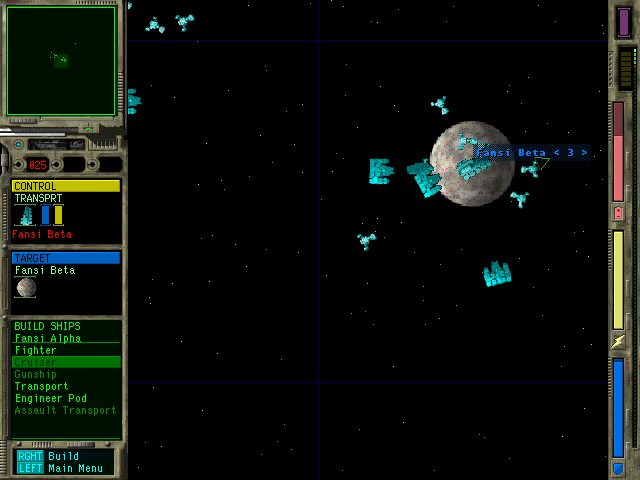 Fansi Beta < 3 >
025
CONTROL
TRANSPRT
Fansi Beta
TARGET
Fansi Beta
BUILD SHIPS
Fansi Alpha
Fighter
Cruiser
Gunship
Transport
Engineer Pod
Assault Transport
RGHT Build
LEFT Main Menu